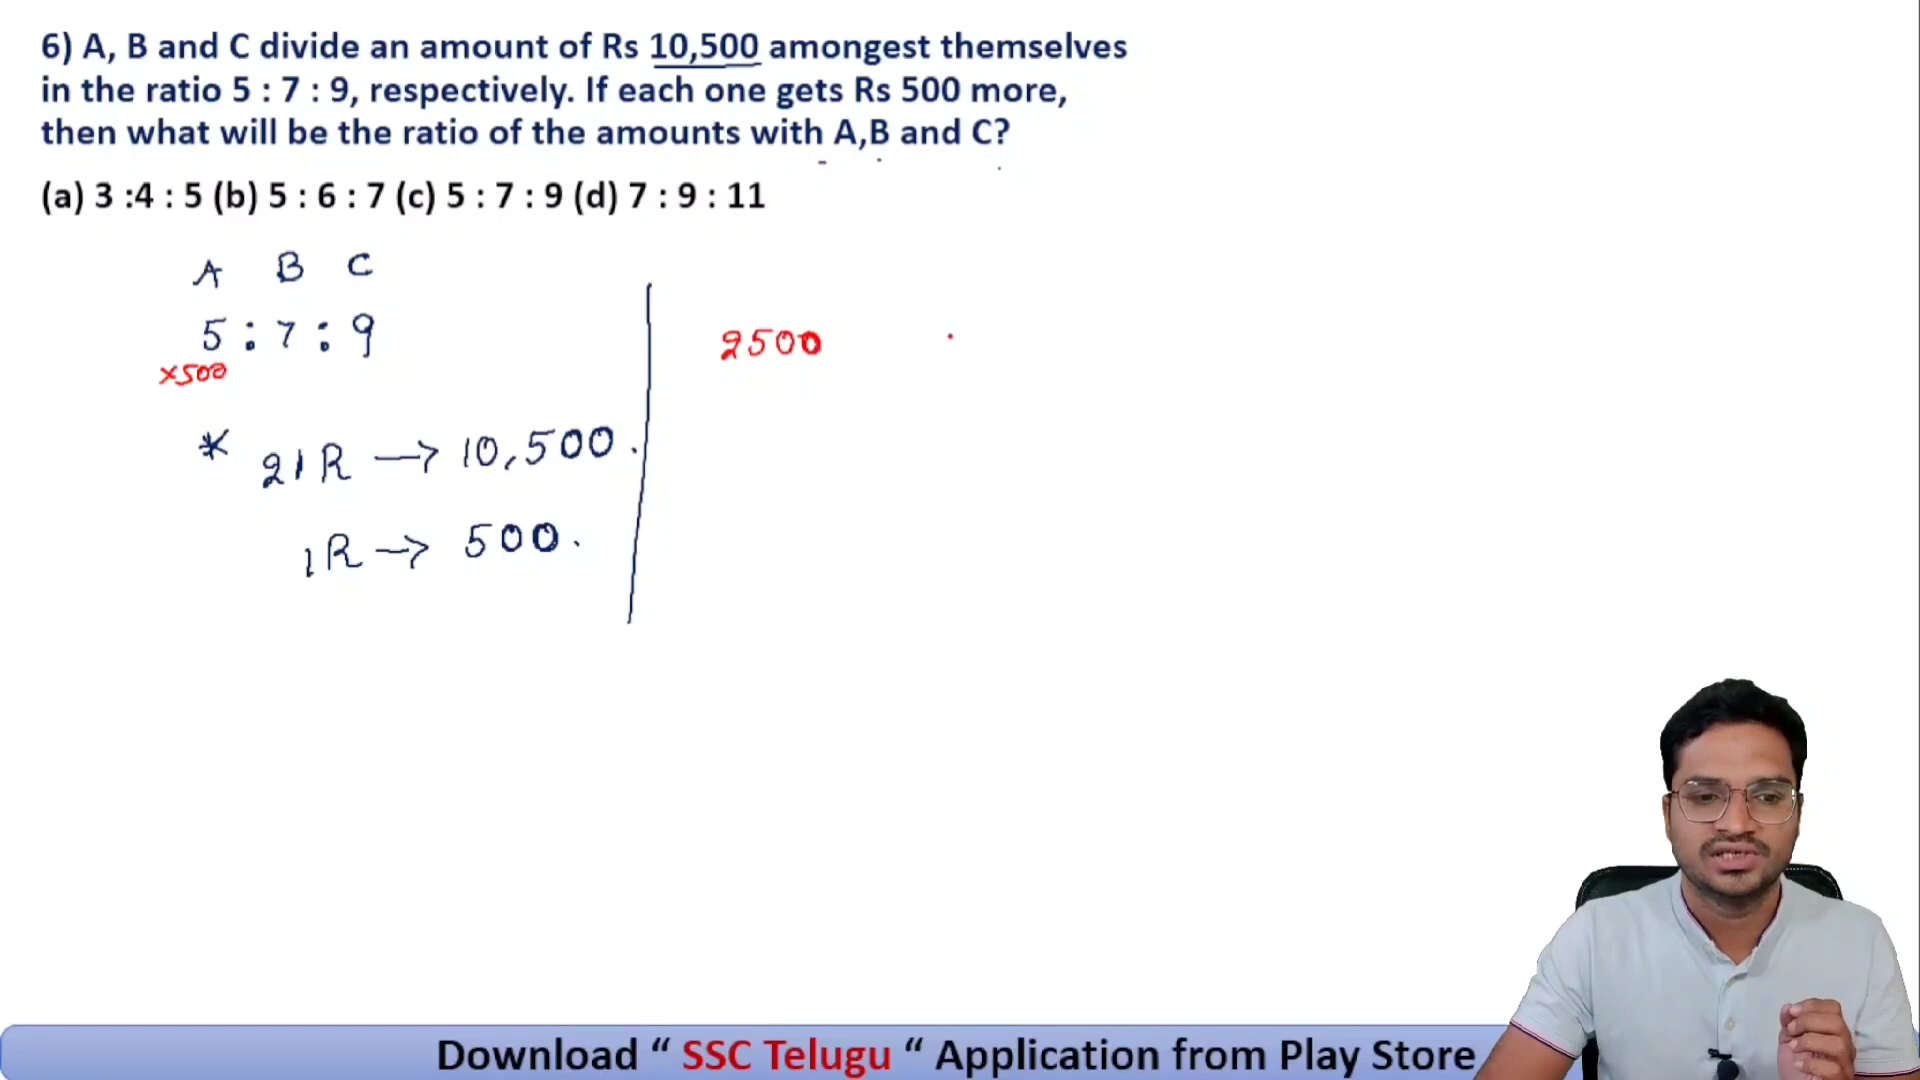 6) A, B and C divide an amount of Rs 10,500 amongest themselves
in the ratio 5 : 7 : 9, respectively. If each one gets Rs 500 more,
then what will be the ratio of the amounts with A,B and C?
(a) 3 :4 : 5 (b) 5 : 6 : 7 (c) 5 : 7 : 9 (d) 7 : 9 : 11
A B C
5 : 7 : 9
×500
* 21R → 10,500.
1R → 500.
2500
Download “ SSC Telugu “ Application from Play Store